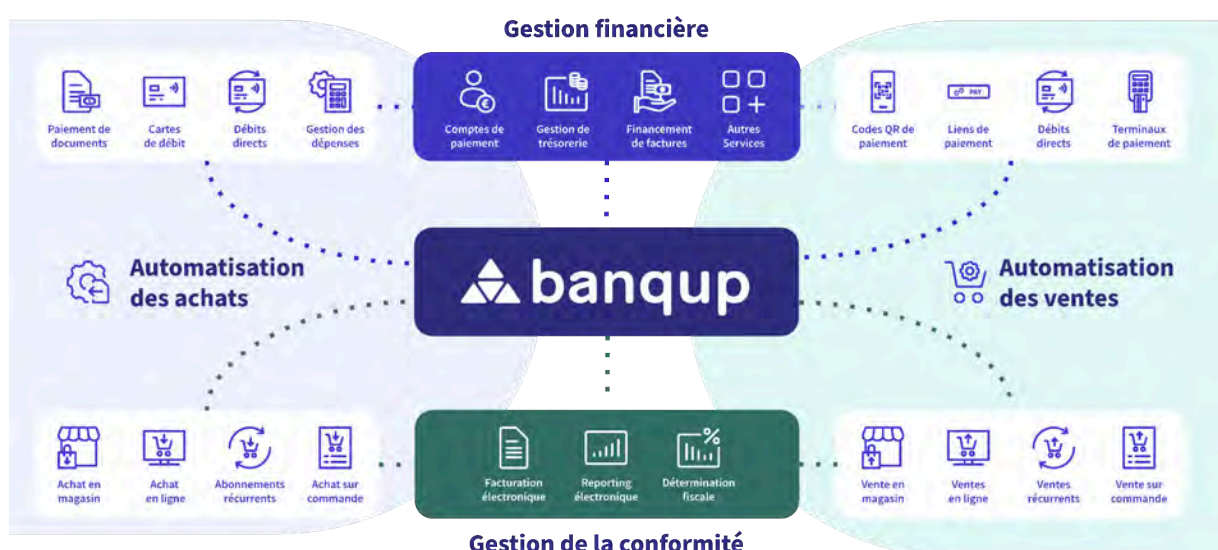 Gestion financière
Paiement de
documents
Cartes
de débit
Débits
directs
Gestion des
dépenses
Comptes de
paiement
Gestion de
trésorerie
Financement
de factures
Autres
Services
Codes QR de
paiement
Liens de
paiement
PAY
Débits
directs
Terminaux
de paiement
Automatisation
des achats
banqup
Automatisation
des ventes
Achat en
magasin
Achat
en ligne
Abonnements
récurrents
Achat sur
commande
Facturation
électronique
Reporting
électronique
Détermination
fiscale
Vente en
magasin
Ventes
en ligne
Ventes
récurrents
Vente sur
commande
Gestion de la conformité